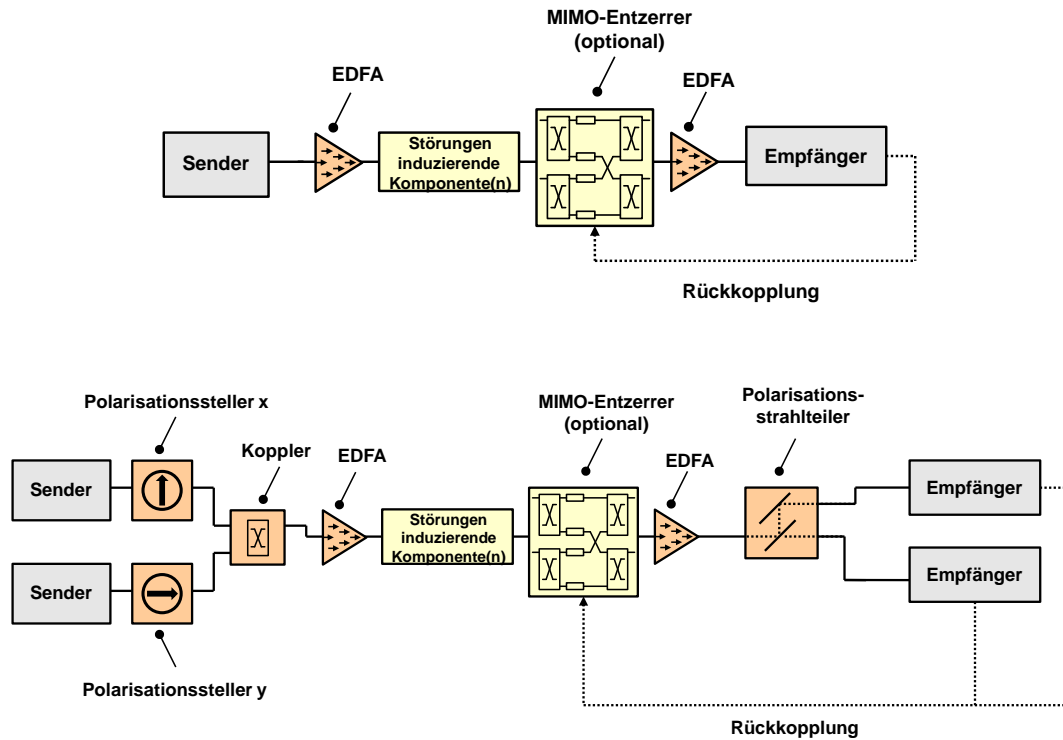 MIMO-Entzerrer
(optional)
EDFA
EDFA
Sender
Störungen
induzierende
Komponente(n)
Empfänger
Rückkopplung
Polarisationssteller x
Koppler
EDFA
MIMO-Entzerrer
(optional)
EDFA
Polarisations-
strahlteiler
Sender
Störungen
induzierende
Komponente(n)
Empfänger
Sender
Empfänger
Polarisationssteller y
Rückkopplung